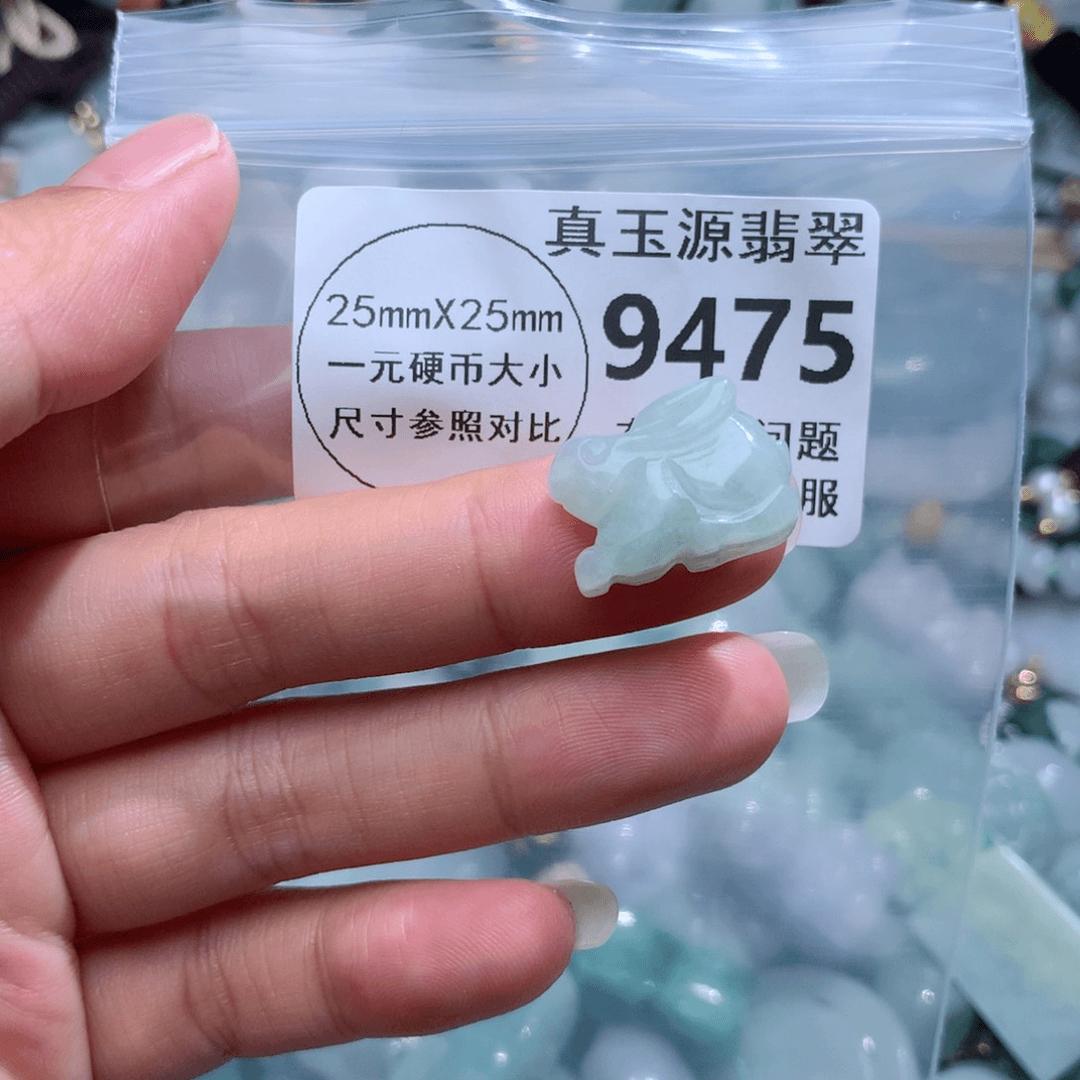 真玉源翡翠
25mmX25mm
一元硬币大小
尺寸参照对比
9475
问题
服